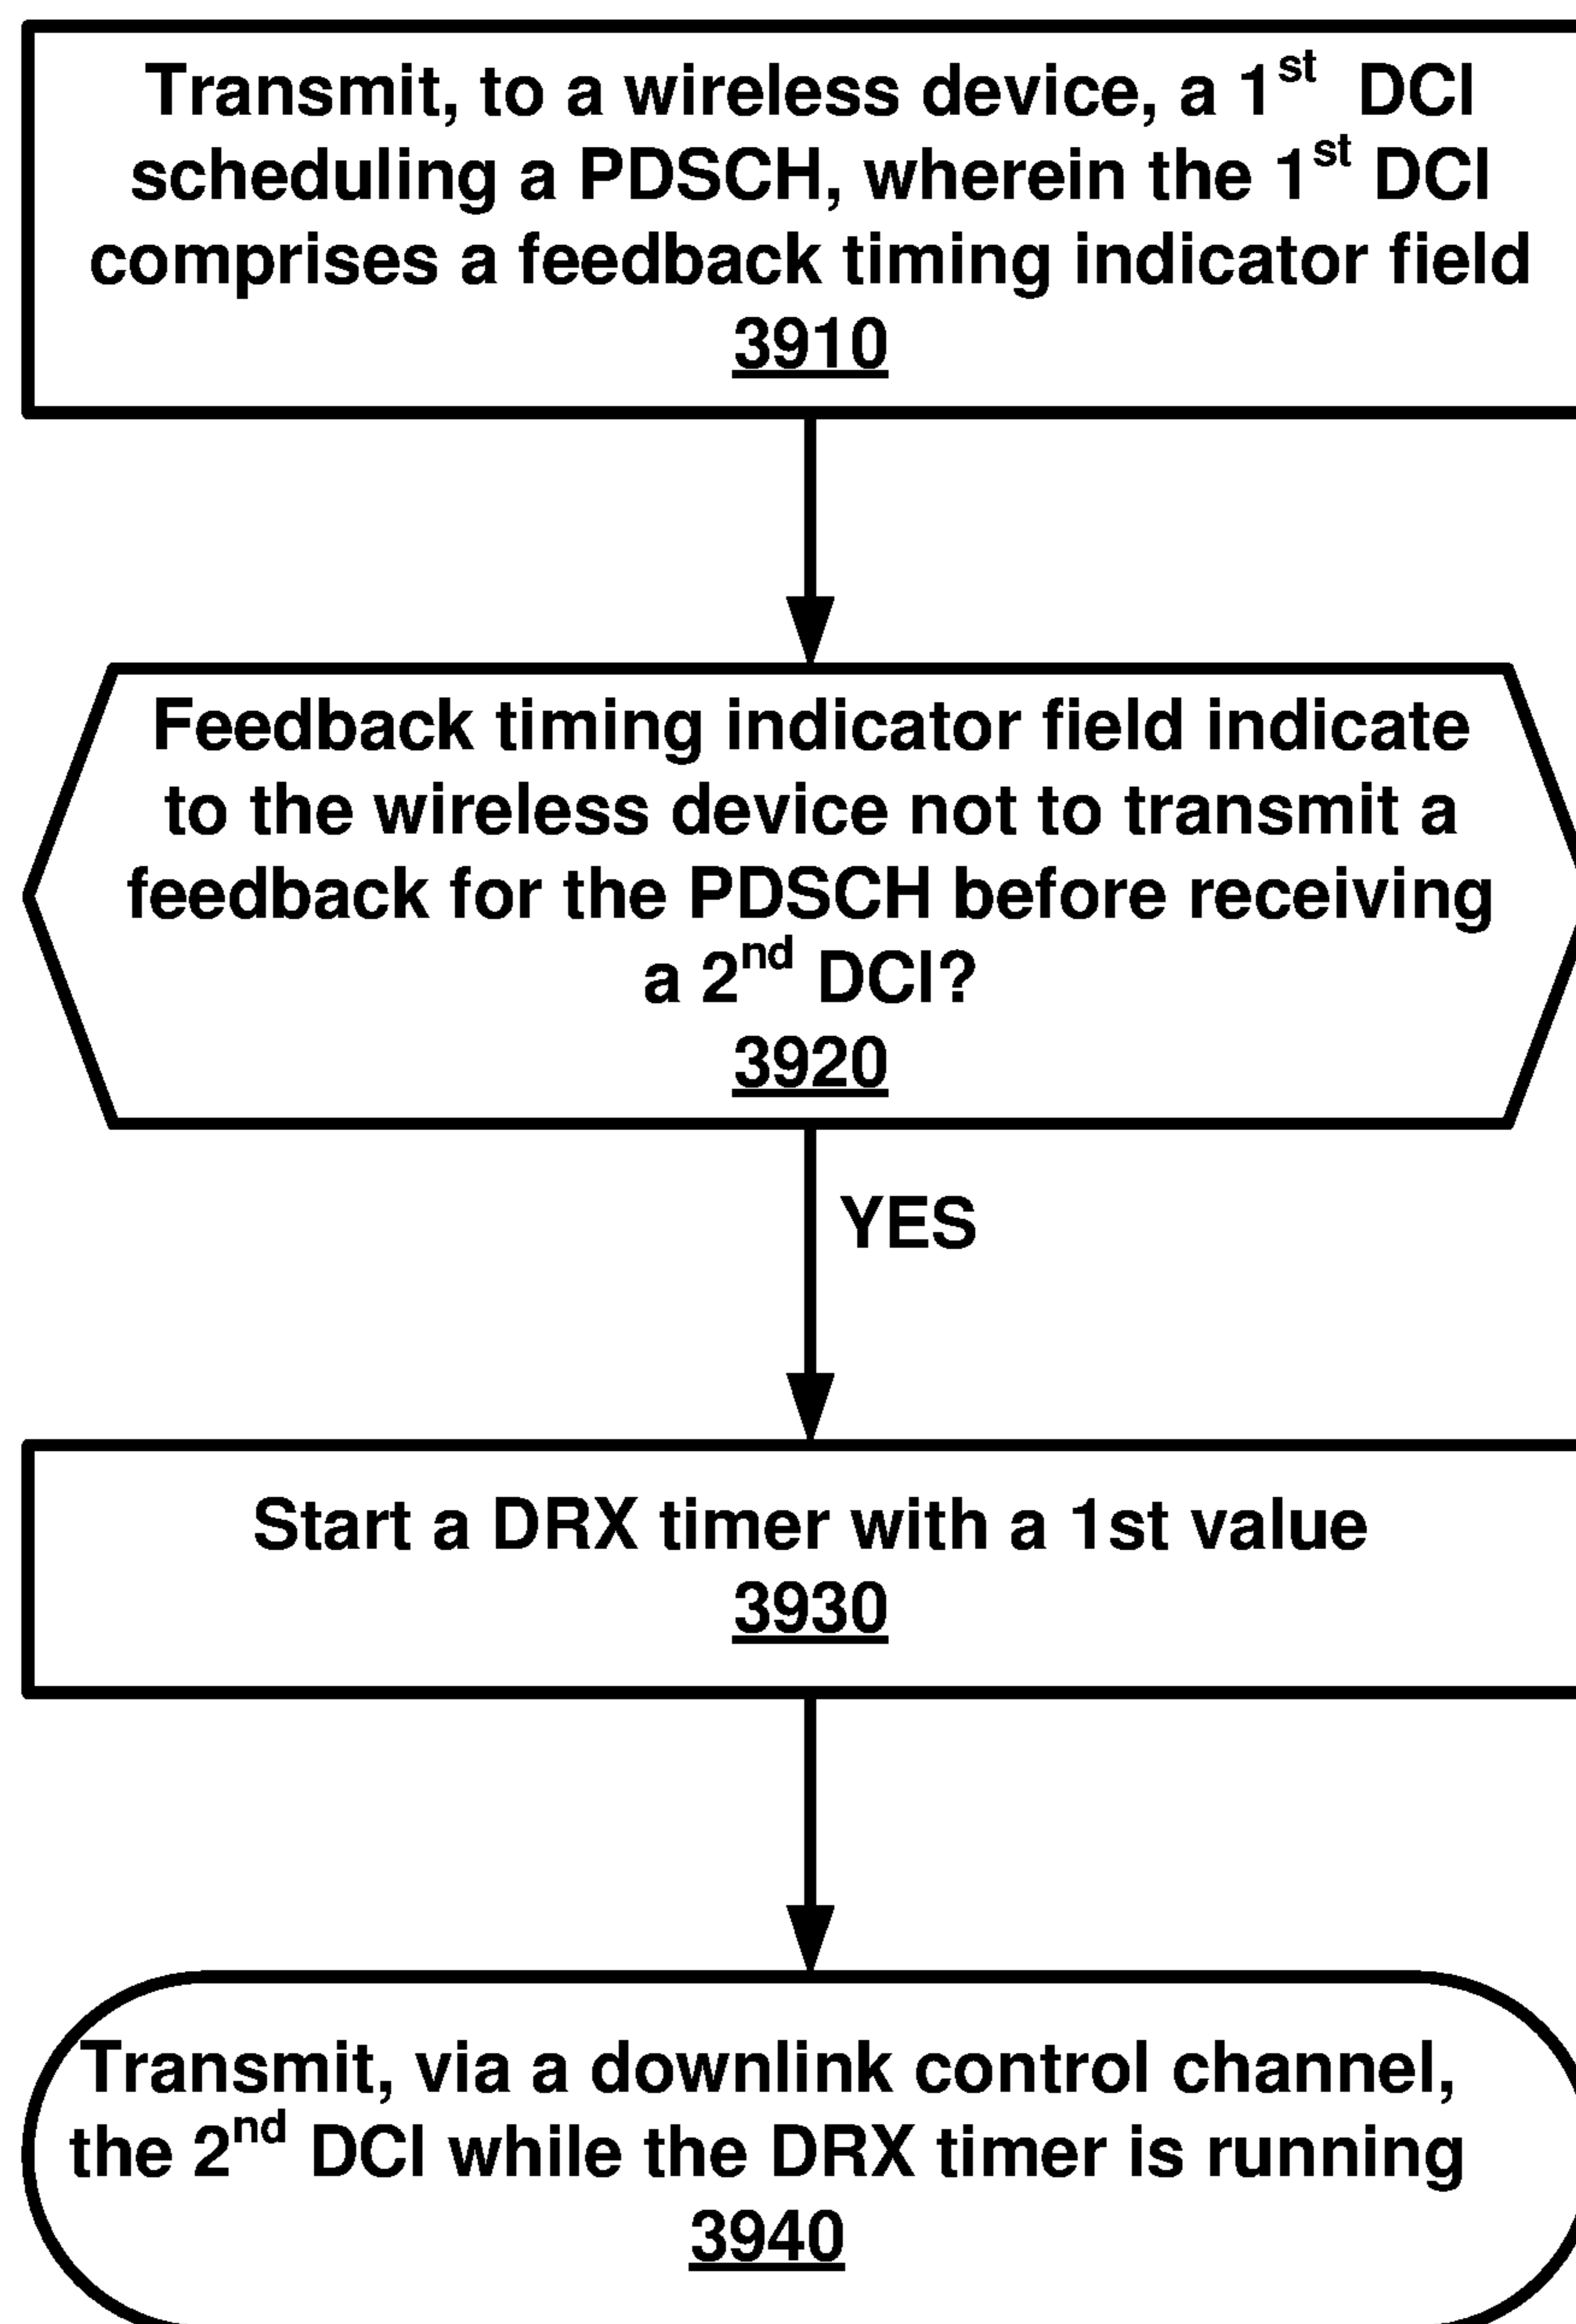 Transmit, to a wireless device, a 1st DCI
scheduling a PDSCH, wherein the 1st DCI
comprises a feedback timing indicator field
3910
Feedback timing indicator field indicate
to the wireless device not to transmit a
feedback for the PDSCH before receiving
a 2nd DCI?
3920
YES
Start a DRX timer with a 1st value
3930
Transmit, via a downlink control channel,
the 2nd DCI while the DRX timer is running
3940